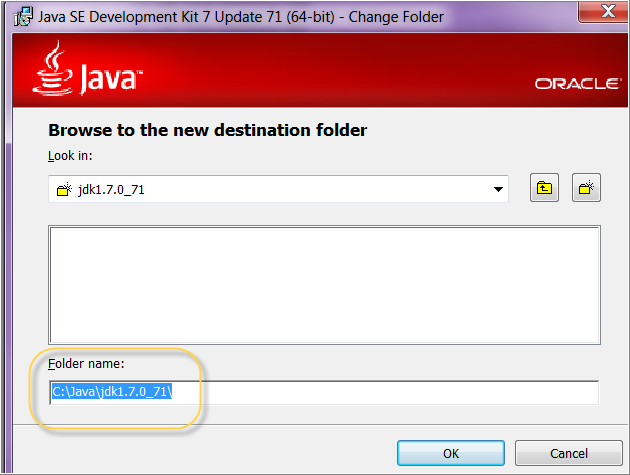 Java SE Development Kit 7 Update 71 (64-bit) - Change Folder
Java™
ORACLE®
Browse to the new destination folder
Look in:
jdk1.7.0_71
Folder name:
C:\Java\jdk1.7.0_71\
OK
Cancel